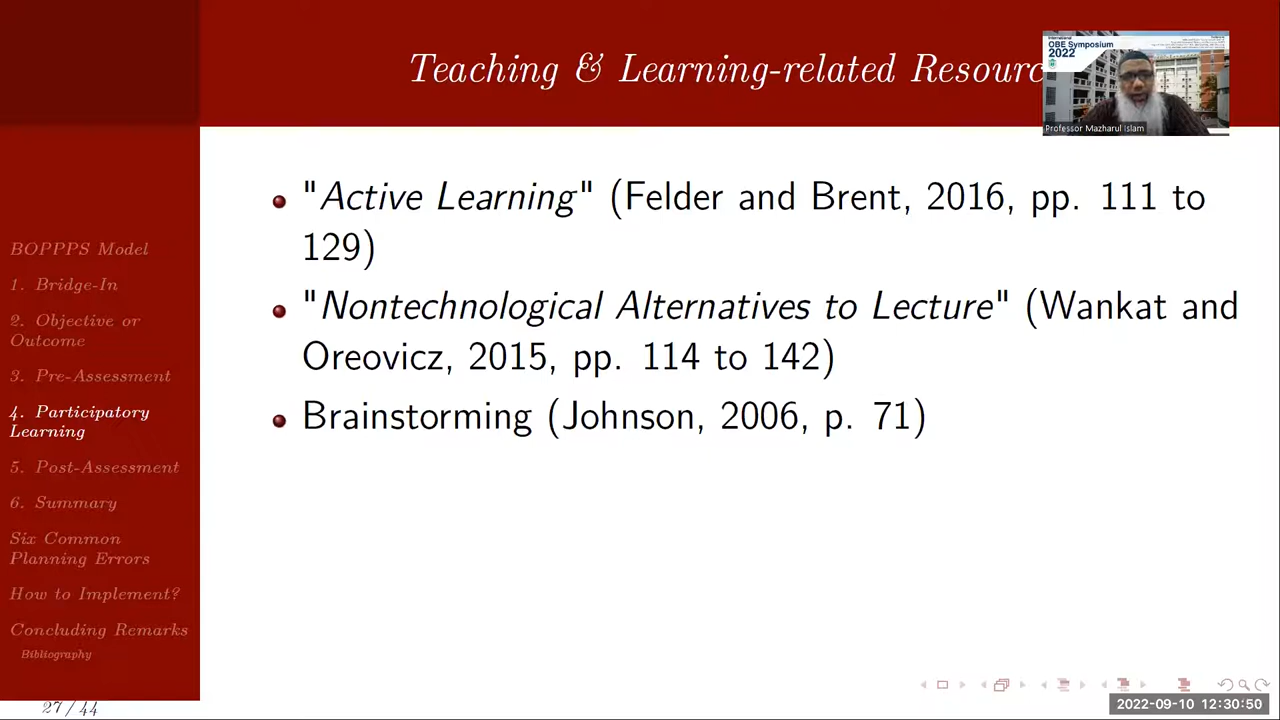 Teaching & Learning-related Resourc
International
OBE Symposium
2022
Professor Mazharul Islam
BOPPPS Model
1. Bridge-In
2. Objective or
Outcome
3. Pre-Assessment
4. Participatory
Learning
5. Post-Assessment
6. Summary
Six Common
Planning Errors
How to Implement?
Concluding Remarks
Bibliography
27 / 44
"Active Learning" (Felder and Brent, 2016, pp. 111 to
129)
"Nontechnological Alternatives to Lecture" (Wankat and
Oreovicz, 2015, pp. 114 to 142)
Brainstorming (Johnson, 2006, p. 71)
2022-09-10 12:30:50